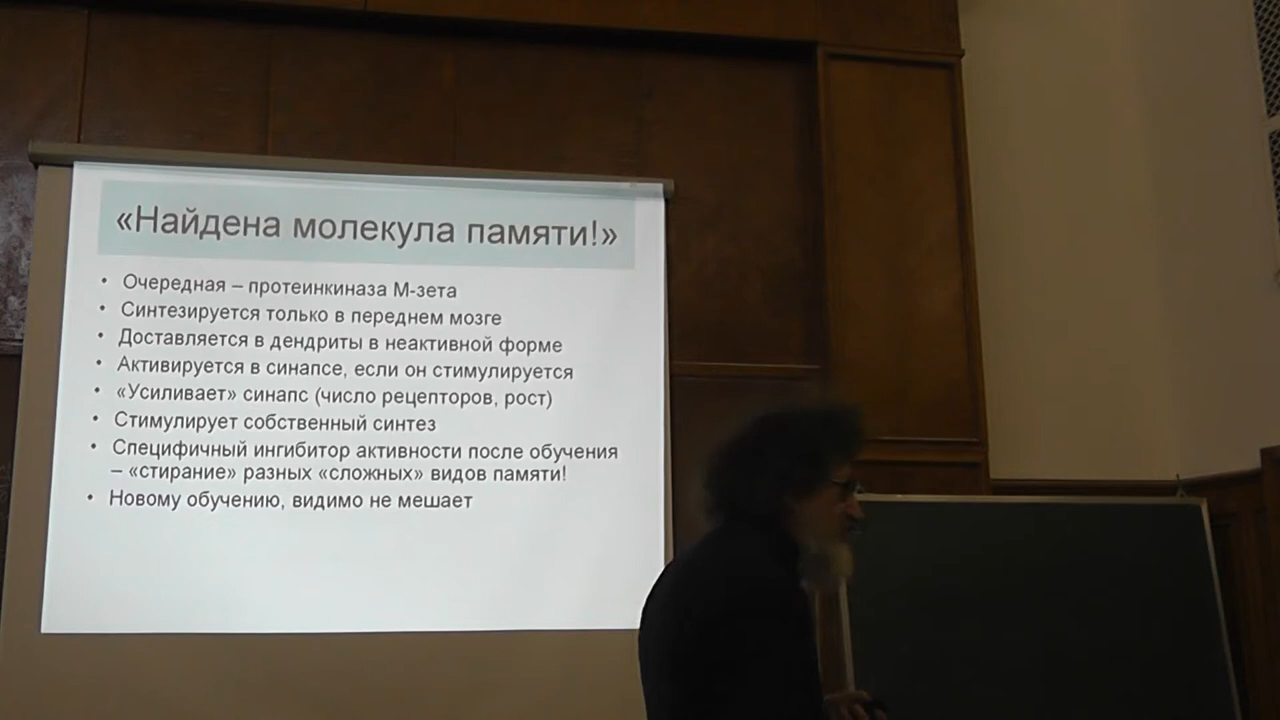 «Найдена молекула памяти!»
• Очередная – протеинкиназа М-зета
• Синтезируется только в переднем мозге
• Доставляется в дендриты в неактивной форме
• Активируется в синапсе, если он стимулируется
• «Усиливает» синапс (число рецепторов, рост)
• Стимулирует собственный синтез
• Специфичный ингибитор активности после обучения
– «стирание» разных «сложных» видов памяти!
• Новому обучению, видимо не мешает